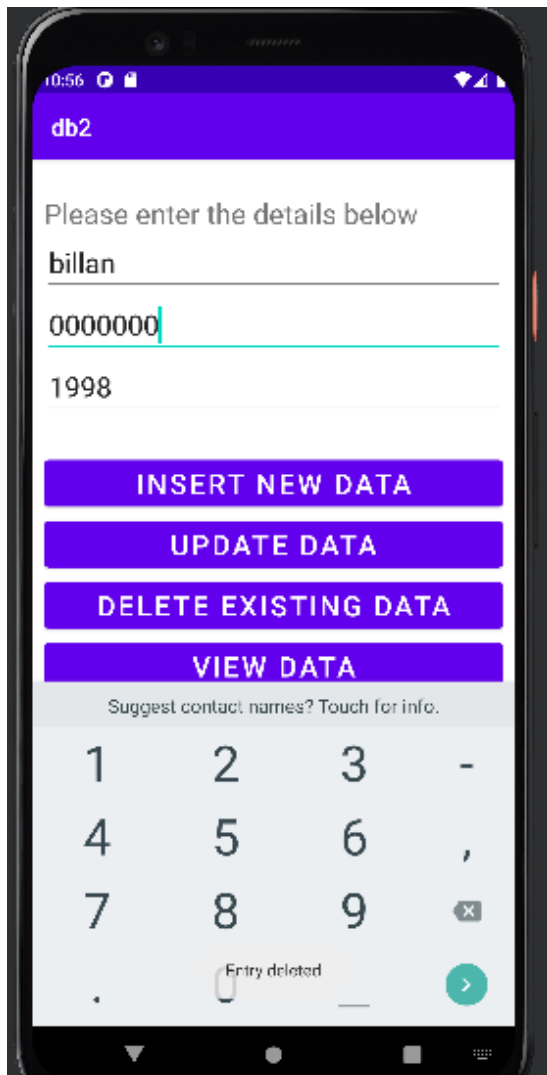 10:56
db2
Please enter the details below
billan
0000000
1998
INSERT NEW DATA
UPDATE DATA
DELETE EXISTING DATA
VIEW DATA
Suggest contact names? Touch for info.
1 2 3 -
4 5 6 ,
7 8 9
. 0 _
Entry deleted